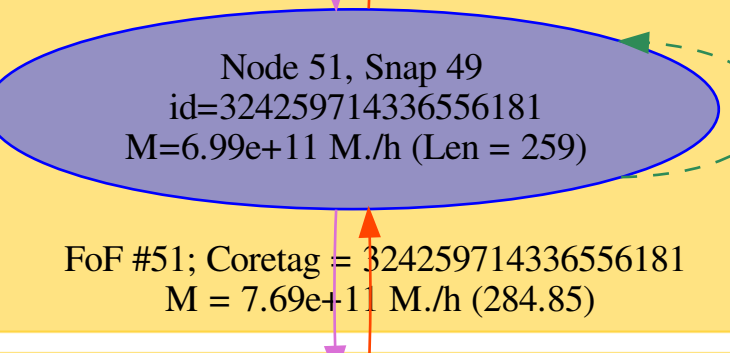 Node 51, Snap 49
id=324259714336556181
M=6.99e+11 M./h (Len = 259)
FoF #51; Coretag = 324259714336556181
M = 7.69e+11 M./h (284.85)